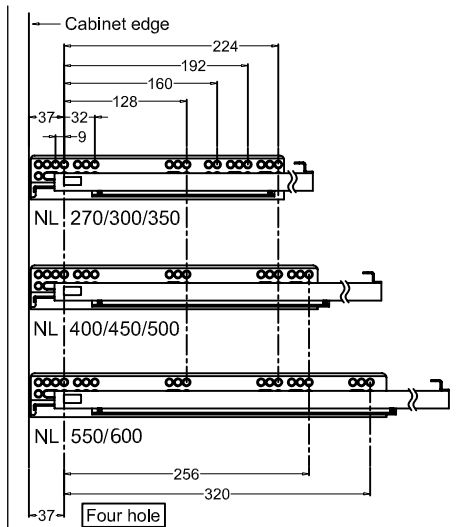 Cabinet edge
224
192
160
128
37 32
9
NL 270/300/350
NL 400/450/500
NL 550/600
256
320
37 Four hole